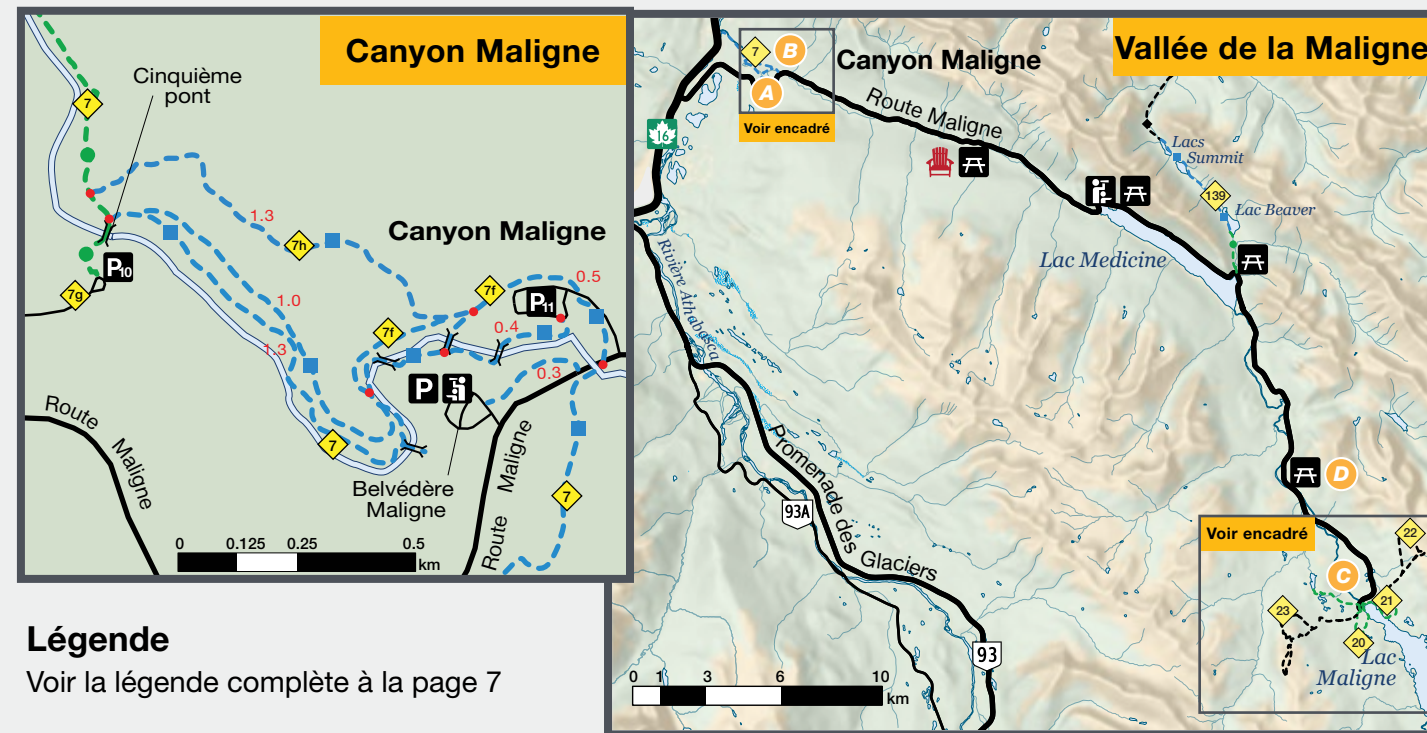 Canyon Maligne
Cinquième
pont
7
1.3
7h
Canyon Maligne
P10
7g
7f
0.5
P11
7f
0.4
1.0
1.3
0.3
P
7
Route
Maligne
Belvédère
Maligne
Route
Maligne
7
0
0.125
0.25
0.5
km
Légende
Voir la légende complète à la page 7
Vallée de la Maligne
7
B
A
Canyon Maligne
Voir encadré
Route Maligne
16
Lacs
Summit
139
Lac Beaver
Lac Medicine
Rivière Athabasca
Promenade des
Glaciers
93A
93
D
Voir encadré
22
C
23
21
20
Lac
Maligne
0
1
3
6
10
km